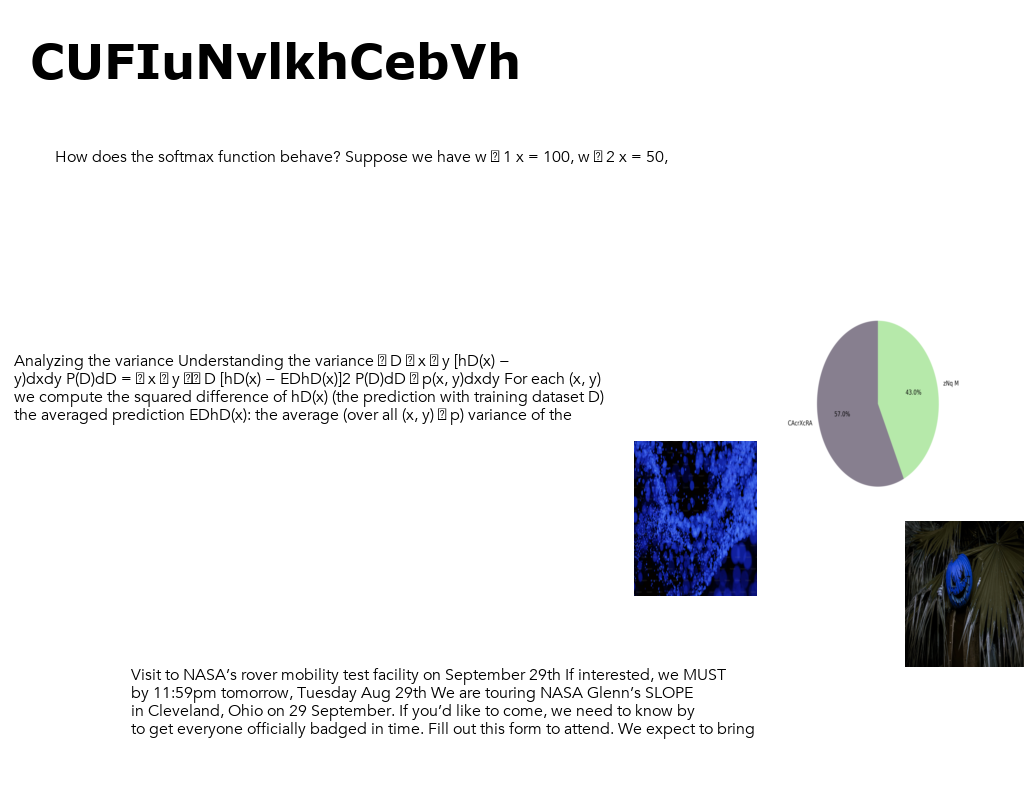 CUFIuNvlkhCebVh
How does the softmax function behave? Suppose we have w 1 x = 100, w 2 x = 50,
Analyzing the variance Understanding the variance D x y [hD(x) −
y)dxdy P(D)dD = x y D [hD(x) − EDhD(x)]2 P(D)dD p(x, y)dxdy For each (x, y)
we compute the squared difference of hD(x) (the prediction with training dataset D)
the averaged prediction EDhD(x): the average (over all (x, y) p) variance of the
zNq M
43.0%
57.0%
CAcrXcRA
Visit to NASA’s rover mobility test facility on September 29th If interested, we MUST
by 11:59pm tomorrow, Tuesday Aug 29th We are touring NASA Glenn’s SLOPE
in Cleveland, Ohio on 29 September. If you’d like to come, we need to know by
to get everyone officially badged in time. Fill out this form to attend. We expect to bring